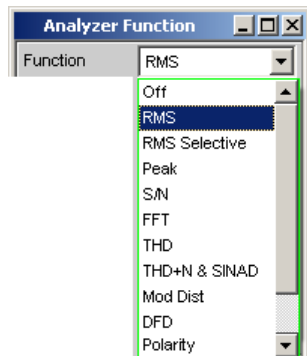 Analyzer Function
Function RMS
Off
RMS
RMS Selective
Peak
S/N
FFT
THD
THD+N & SINAD
Mod Dist
DFD
Polarity